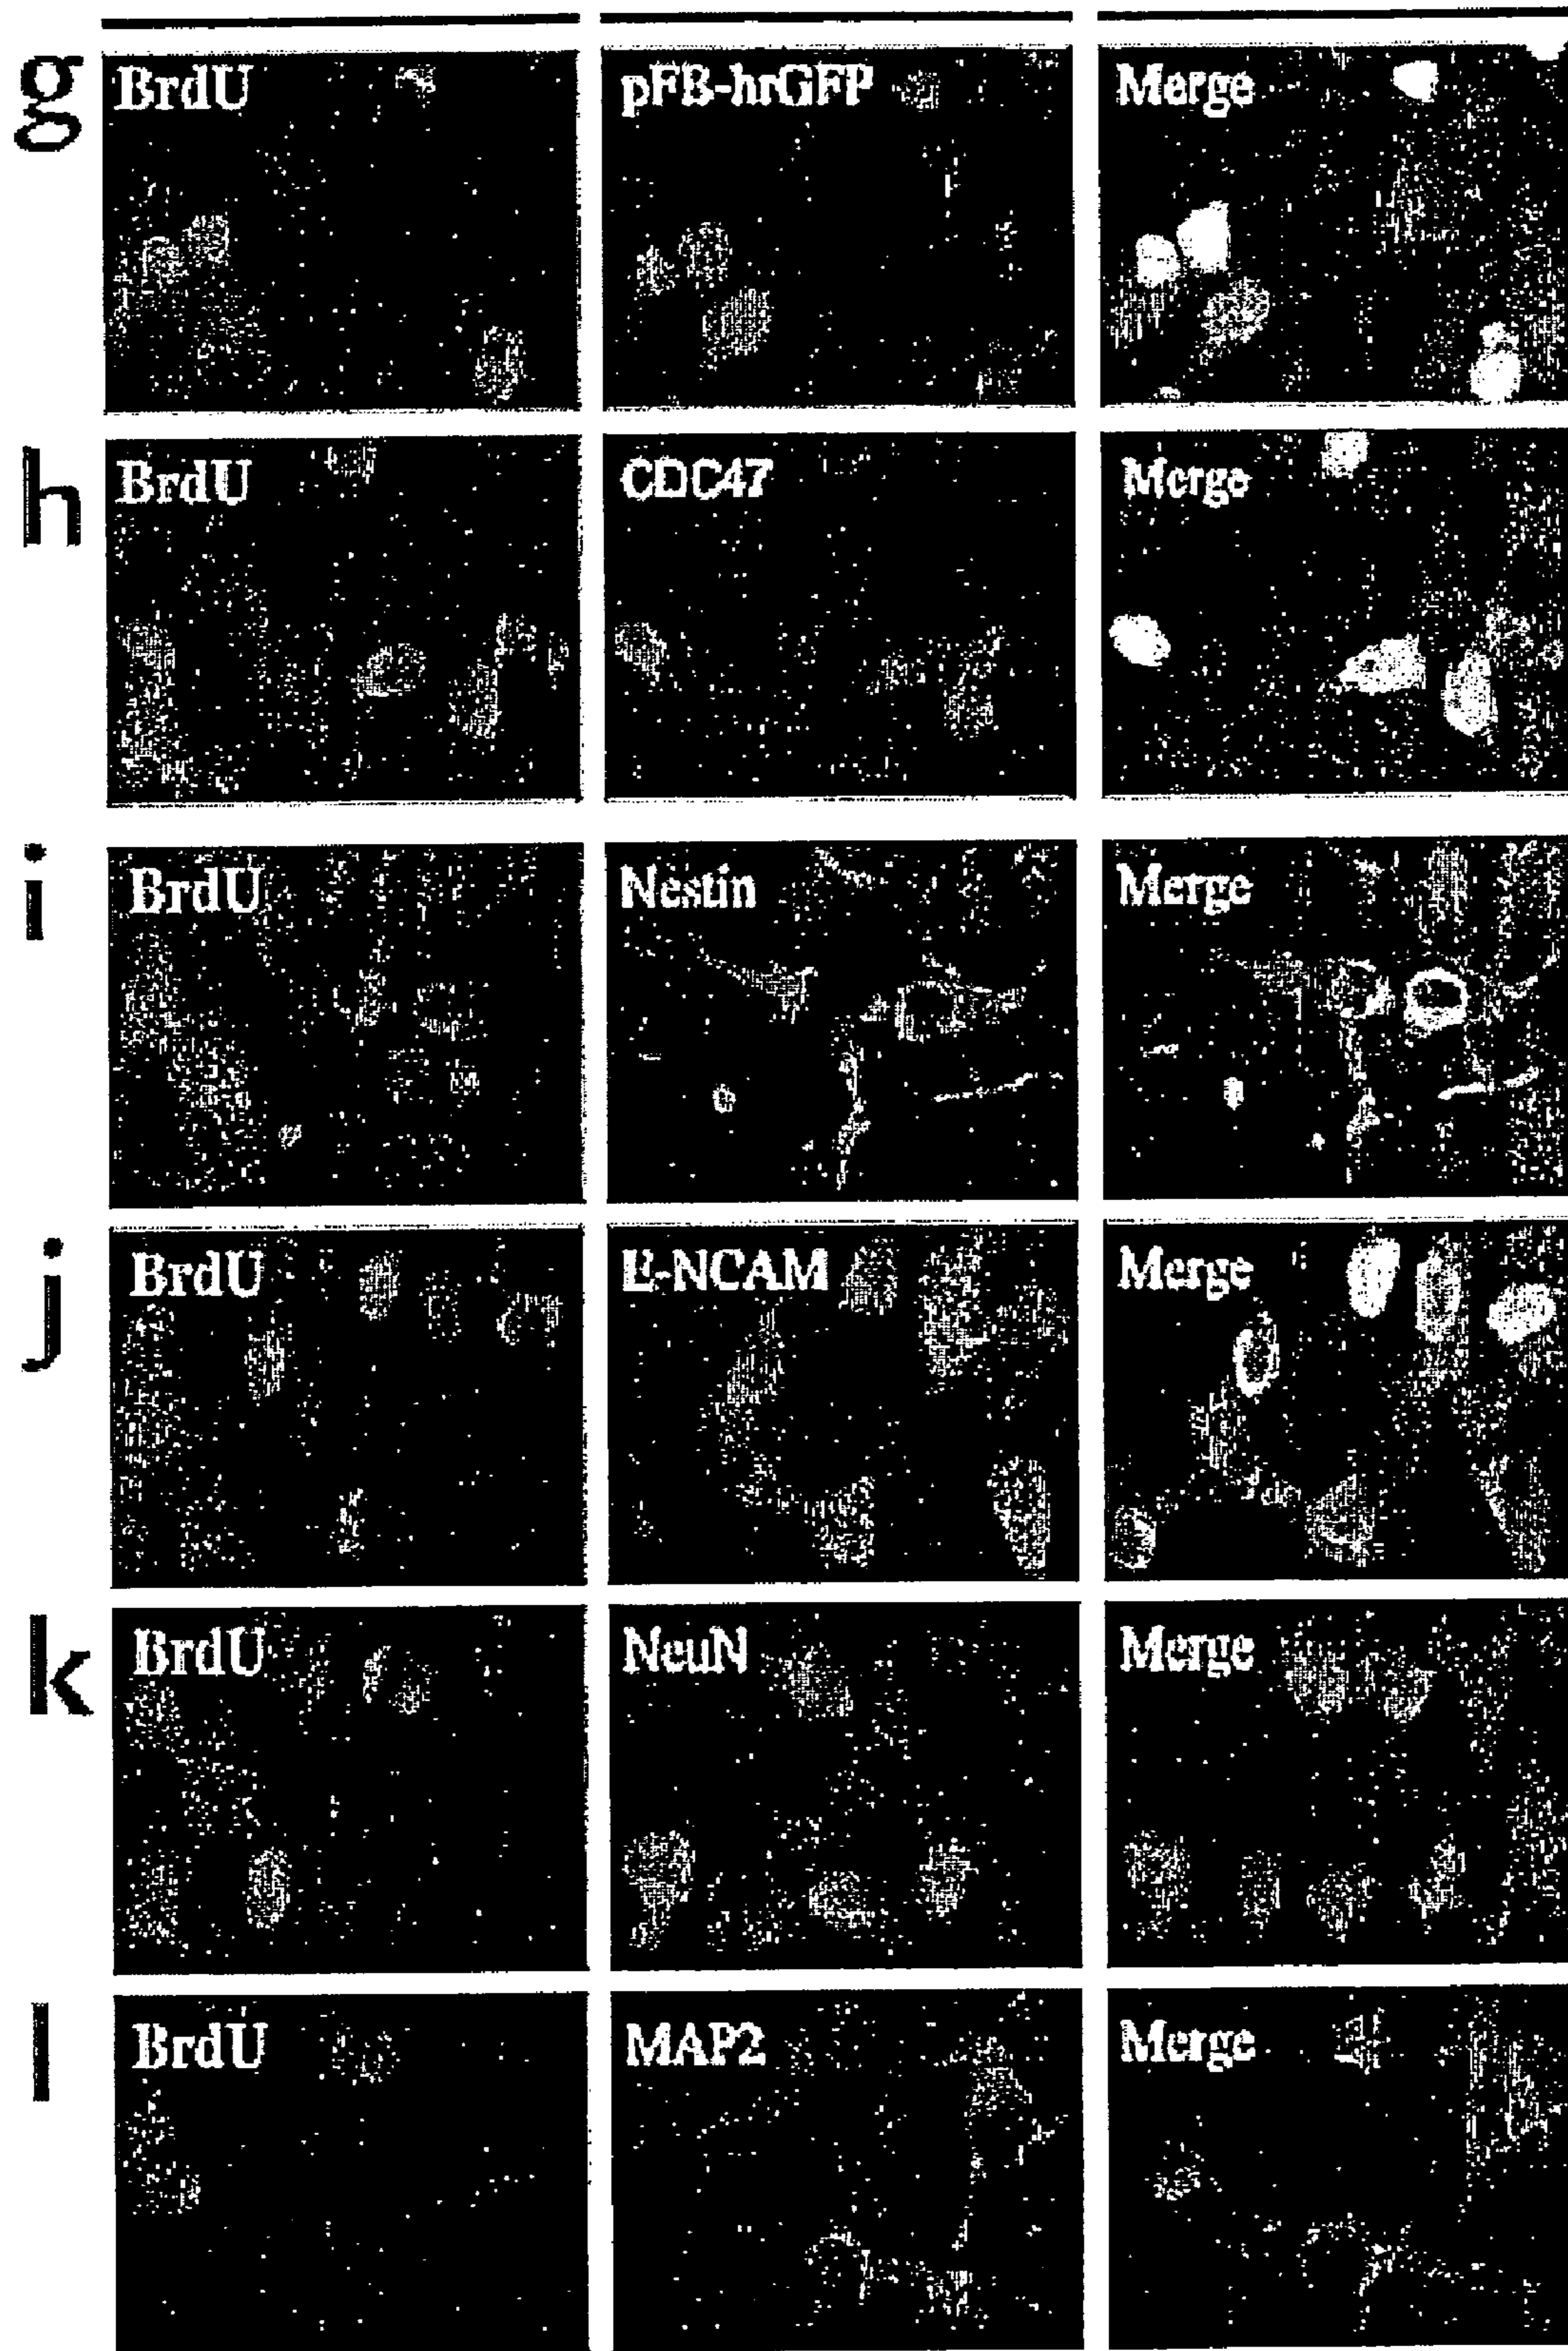 g
BrdU
pFB-hrGFP
Merge
h
BrdU
CDC47
Merge
i
BrdU
Nestin
Merge
j
BrdU
E-NCAM
Merge
k
BrdU
NeuN
Merge
l
BrdU
MAP2
Merge